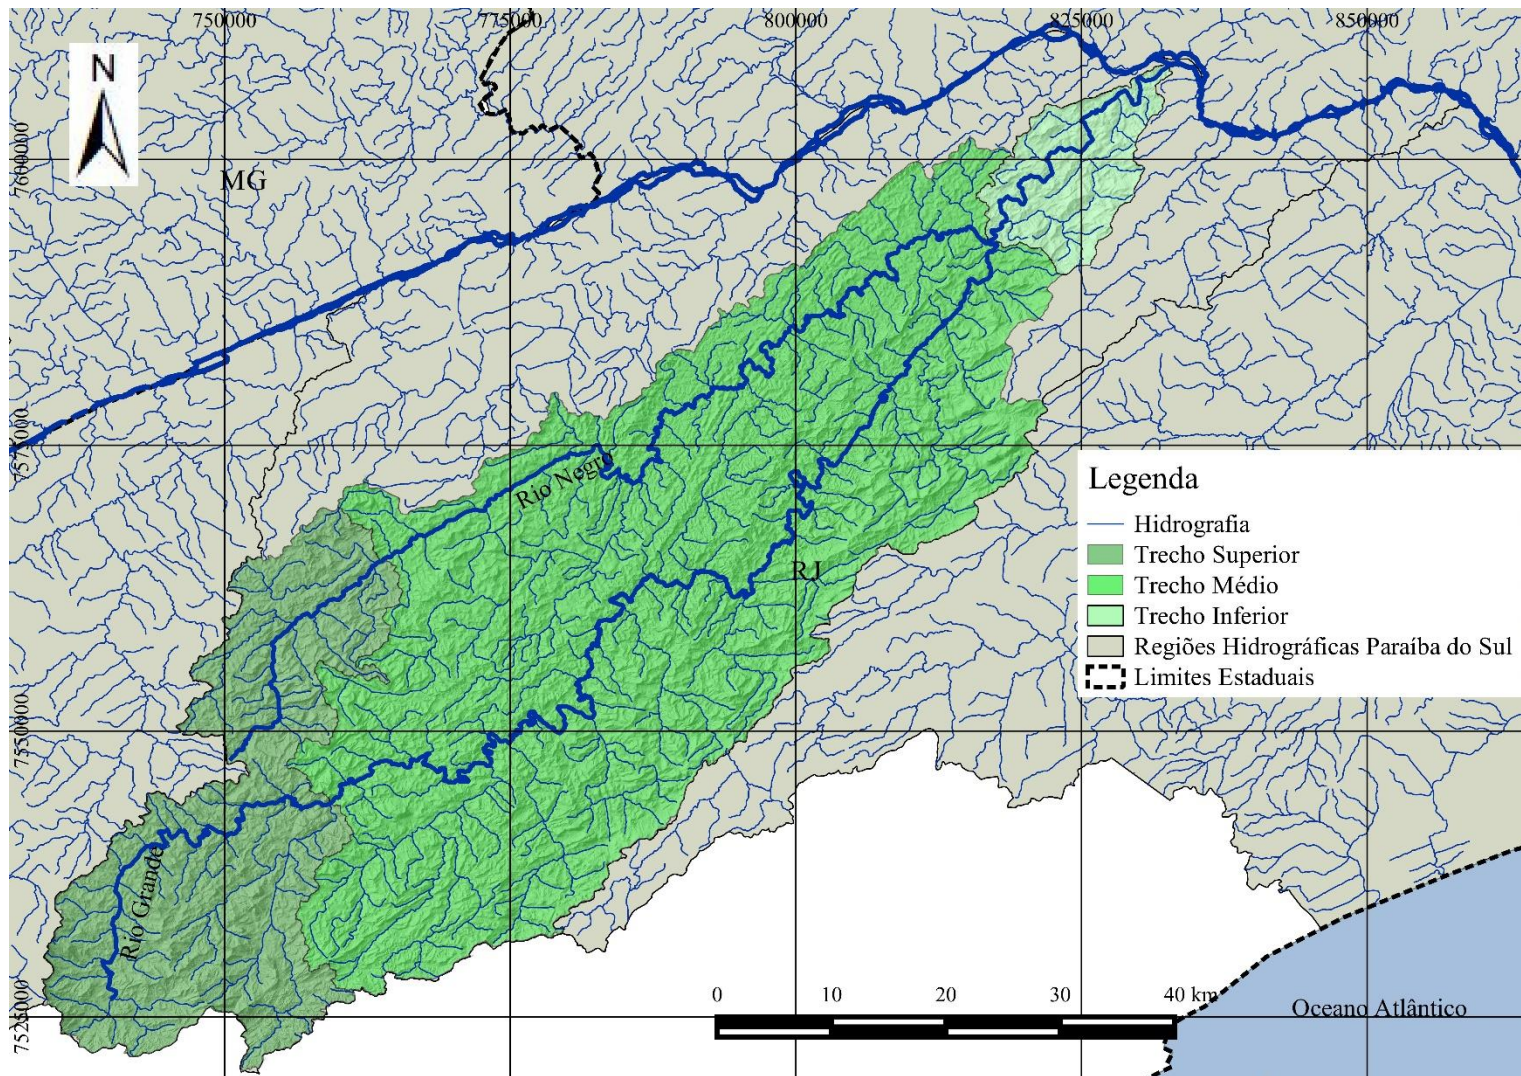 750000
775000
800000
825000
850000
N
7600000
MG
7575000
Rio Negro
Legenda
Hidrografia
Trecho Superior
RJ
Trecho Médio
Trecho Inferior
Regiões Hidrográficas Paraíba do Sul
Limites Estaduais
7550000
Rio Grande
7525000
0
10
20
30
40 km
Oceano Atlântico